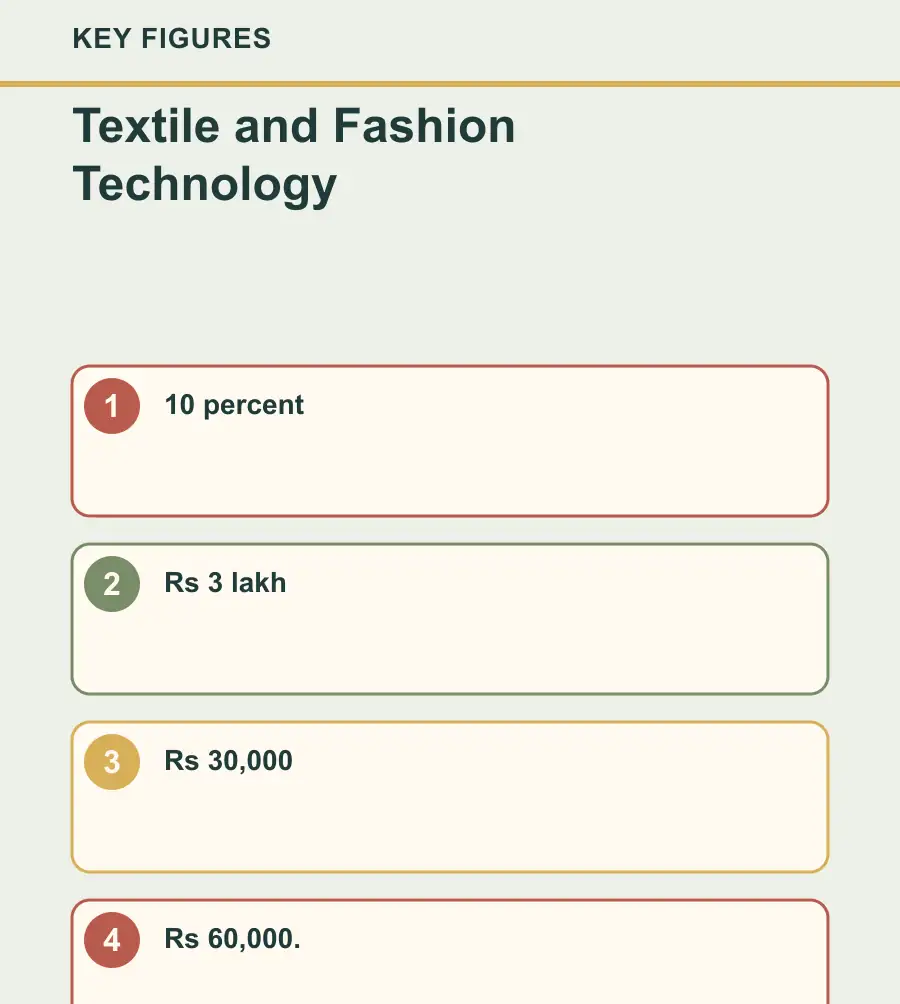 KEY FIGURES
Textile and Fashion
Technology
1 10 percent
2 Rs 3 lakh
3 Rs 30,000
4 Rs 60,000.